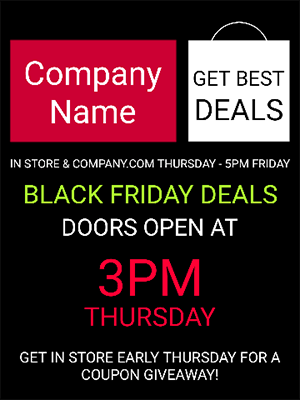 Company
Name
GET BEST
DEALS
IN STORE & COMPANY.COM THURSDAY - 5PM FRIDAY
BLACK FRIDAY DEALS
DOORS OPEN AT
3PM
THURSDAY
GET IN STORE EARLY THURSDAY FOR A
COUPON GIVEAWAY!